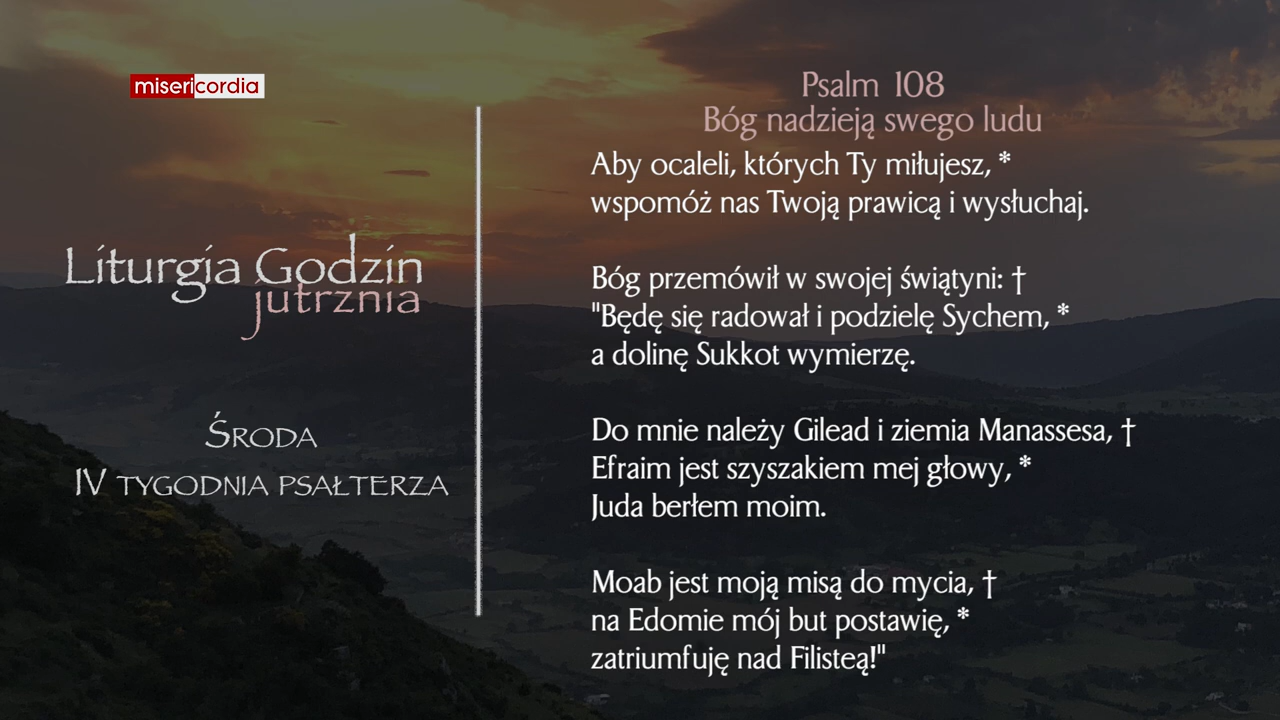 misericordia
Liturgia Godzin
jutrznia
Środa
IV tygodnia psałterza
Psalm 108
Bóg nadzieją swego ludu
Aby ocaleli, których Ty miłujesz, *
wspomóż nas Twoją prawicą i wysłuchaj.
Bóg przemówił w swojej świątyni: †
"Będę się radował i podzielę Sychem, *
a dolinę Sukkot wymierzę.
Do mnie należy Gilead i ziemia Manassesa, †
Efraim jest szyszakiem mej głowy, *
Juda berłem moim.
Moab jest moją misą do mycia, †
na Edomie mój but postawię, *
zatriumfuję nad Filisteą!"